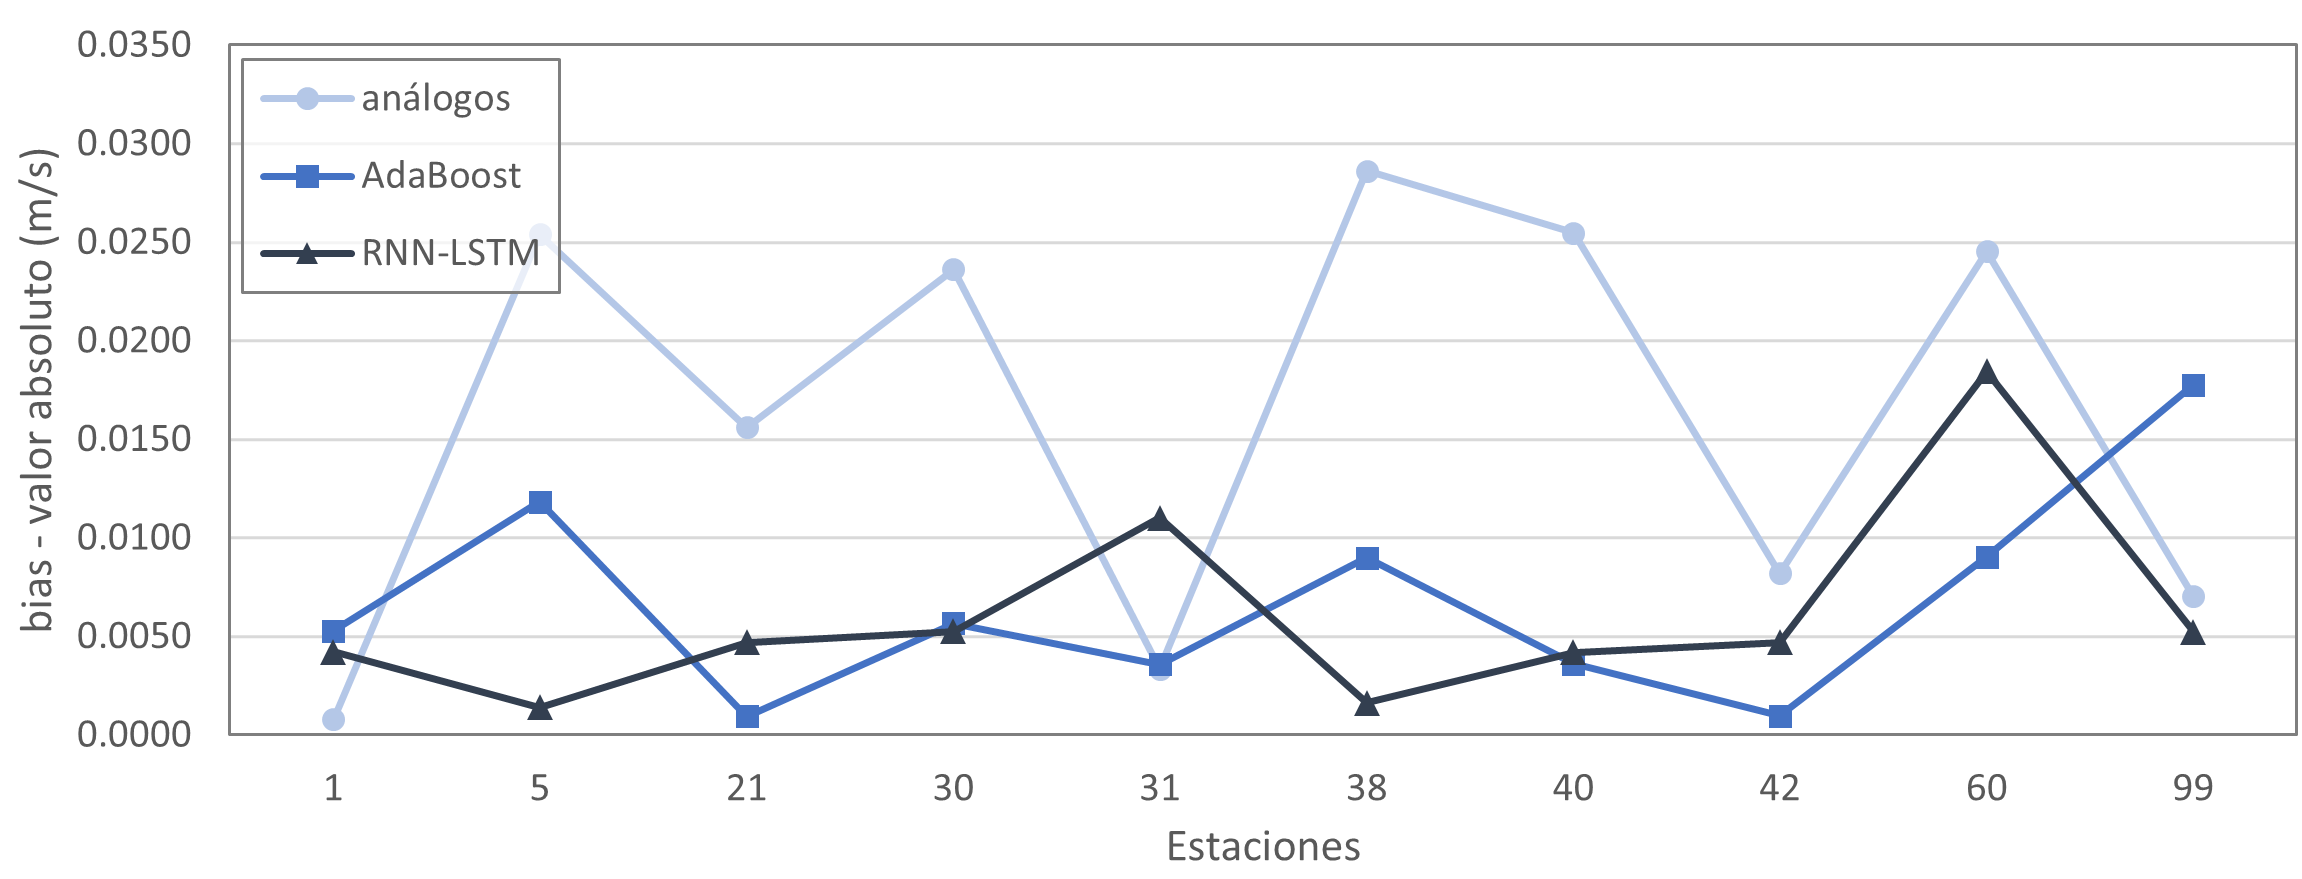 0.0350
0.0300
0.0250
0.0200
0.0150
0.0100
0.0050
0.0000
bias - valor absoluto (m/s)
análogos
AdaBoost
RNN-LSTM
1 5 21 30 31 38 40 42 60 99
Estaciones